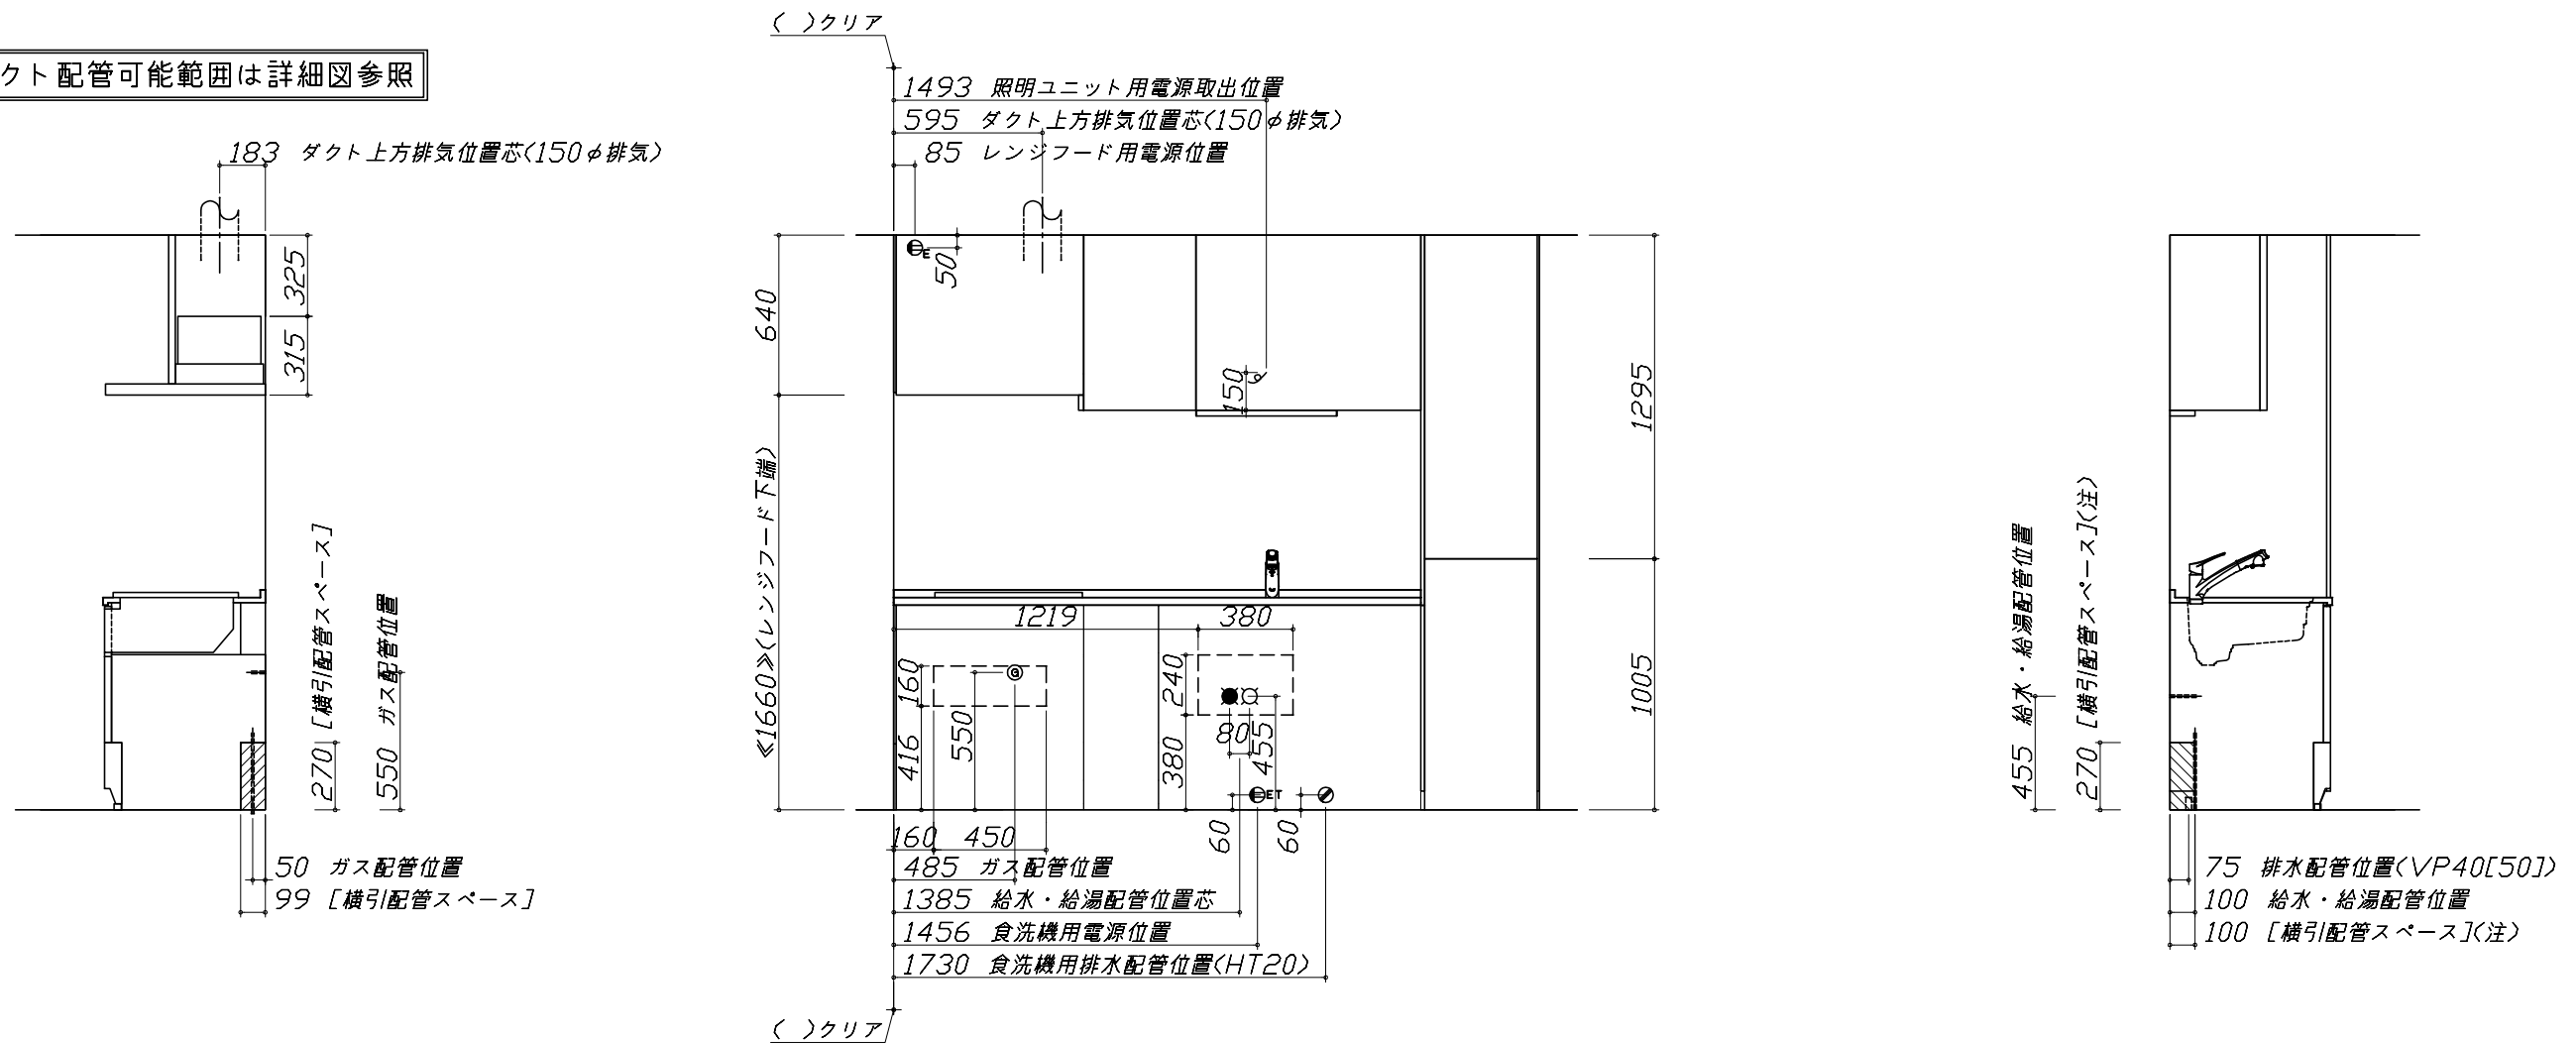 ( )クリア
クト配管可能範囲は詳細図参照
1493 照明ユニット用電源取出位置
595 ダクト上方排気位置芯(150φ排気)
85 レンジフード用電源位置
183 ダクト上方排気位置芯(150φ排気)
325
315
270 [横引配管スペース]
550 ガス配管位置
50 ガス配管位置
99 [横引配管スペース]
640
≪1660≫(レンジフード下端)
E
50
150
1295
1005
1219
380
160
416
550
G
240
380
80
455
ET
60
60
160
450
485 ガス配管位置
1385 給水・給湯配管位置芯
1456 食洗機用電源位置
1730 食洗機用排水配管位置(HT20)
( )クリア
455 給水・給湯配管位置
270 [横引配管スペース](注)
75 排水配管位置(VP40[50])
100 給水・給湯配管位置
100 [横引配管スペース](注)